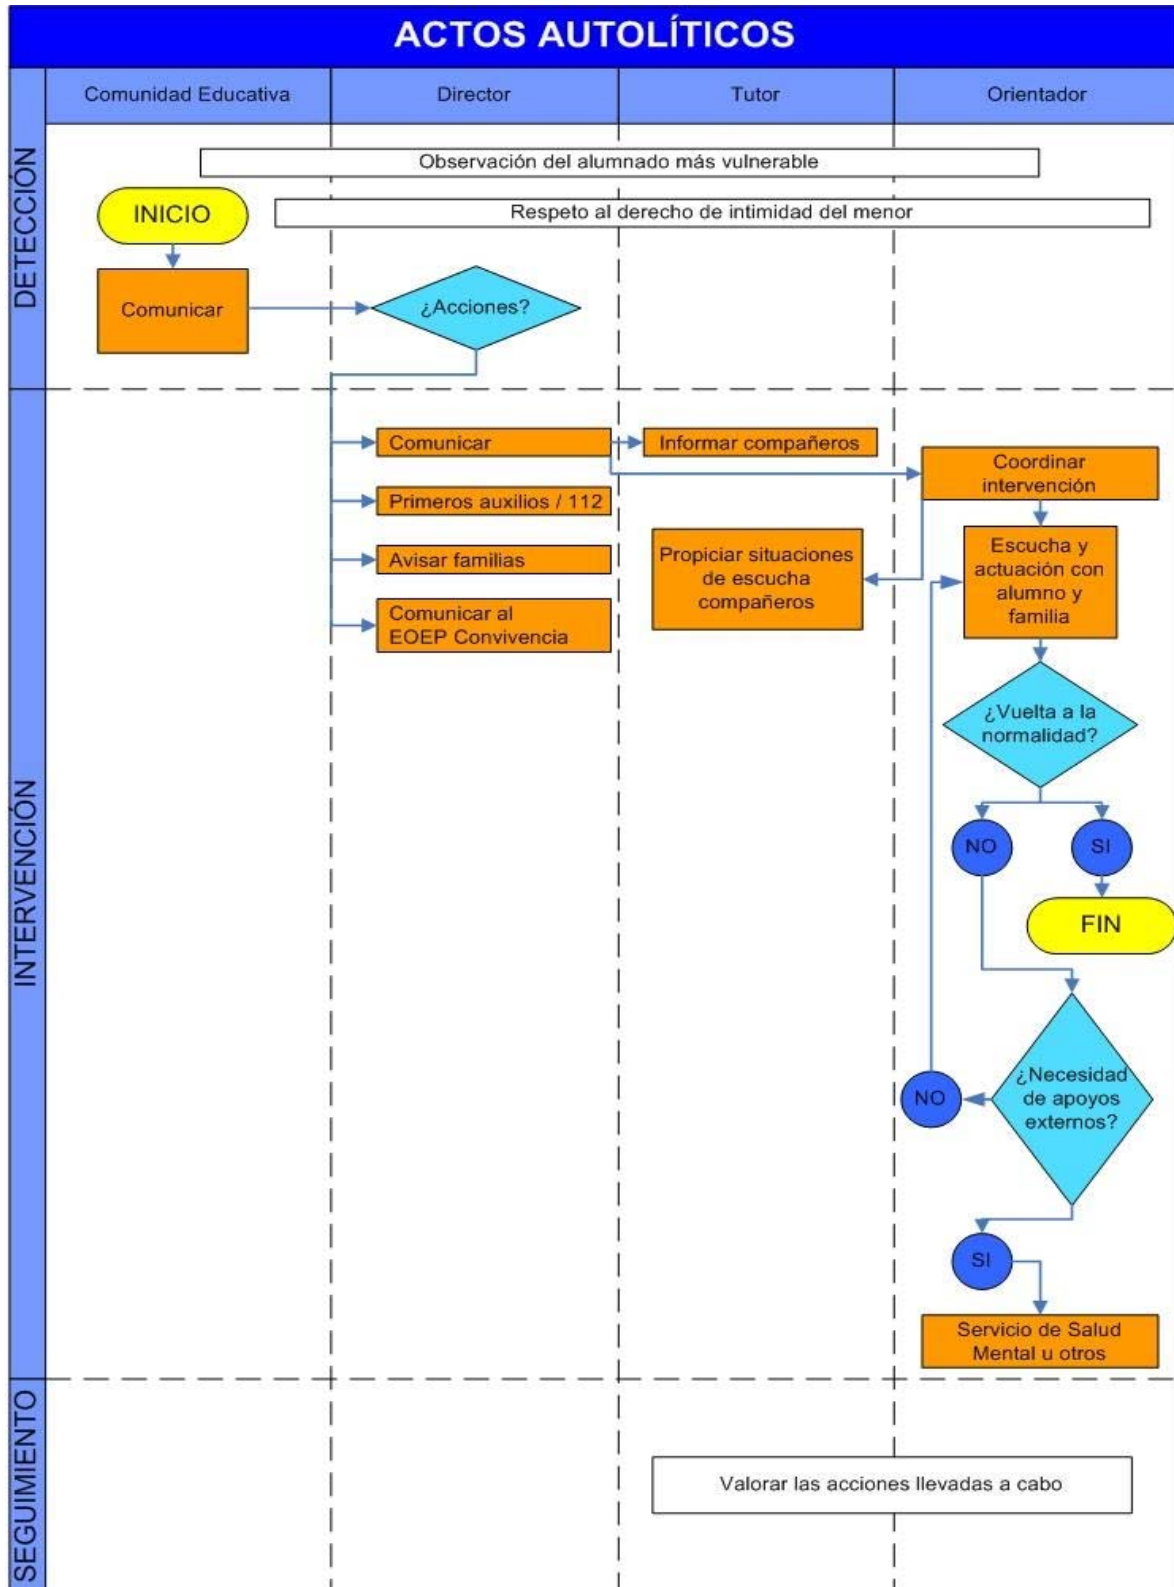 ACTOS AUTOLÍTICOS
Comunidad Educativa
Director
Tutor
Orientador
DETECCIÓN
Observación del alumnado más vulnerable
INICIO
Respeto al derecho de intimidad del menor
Comunicar
¿Acciones?
INTERVENCIÓN
Comunicar
Informar compañeros
Coordinar
intervención
Primeros auxilios / 112
Avisar familias
Propiciar situaciones
de escucha
compañeros
Escucha y
actuación con
alumno y
familia
Comunicar al
EOEP Convivencia
¿Vuelta a la
normalidad?
NO
SI
FIN
¿Necesidad
de apoyos
externos?
NO
SI
Servicio de Salud
Mental u otros
SEGUIMIENTO
Valorar las acciones llevadas a cabo